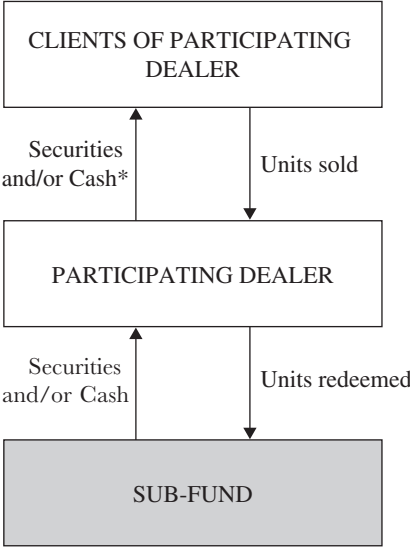 CLIENTS OF PARTICIPATING
DEALER
Securities
and/or Cash*
Units sold
PARTICIPATING DEALER
Securities
and/or Cash
Units redeemed
SUB-FUND